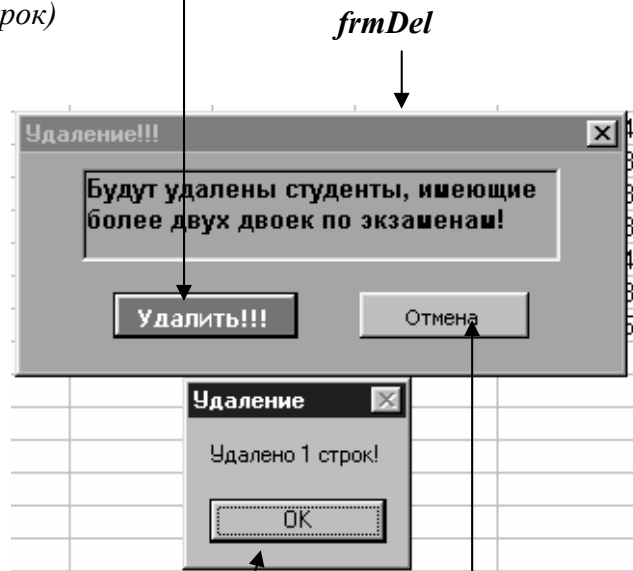 рок)
frmDel
Удаление!!!
Будут удалены студенты, имеющие
более двух двоек по экзаменам!
Удалить!!!
Отмена
Удаление
Удалено 1 строк!
OK